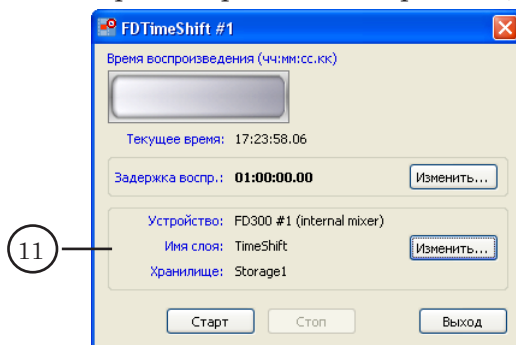 FDTimeShift #1
Время воспроизведения (чч:мм:сс.кк)
Текущее время: 17:23:58.06
Задержка воспр.: 01:00:00.00 Изменить...
Устройство: FD300 #1 (internal mixer)
11 Имя слоя: TimeShift Изменить...
Хранилище: Storage1
Старт Стоп Выход